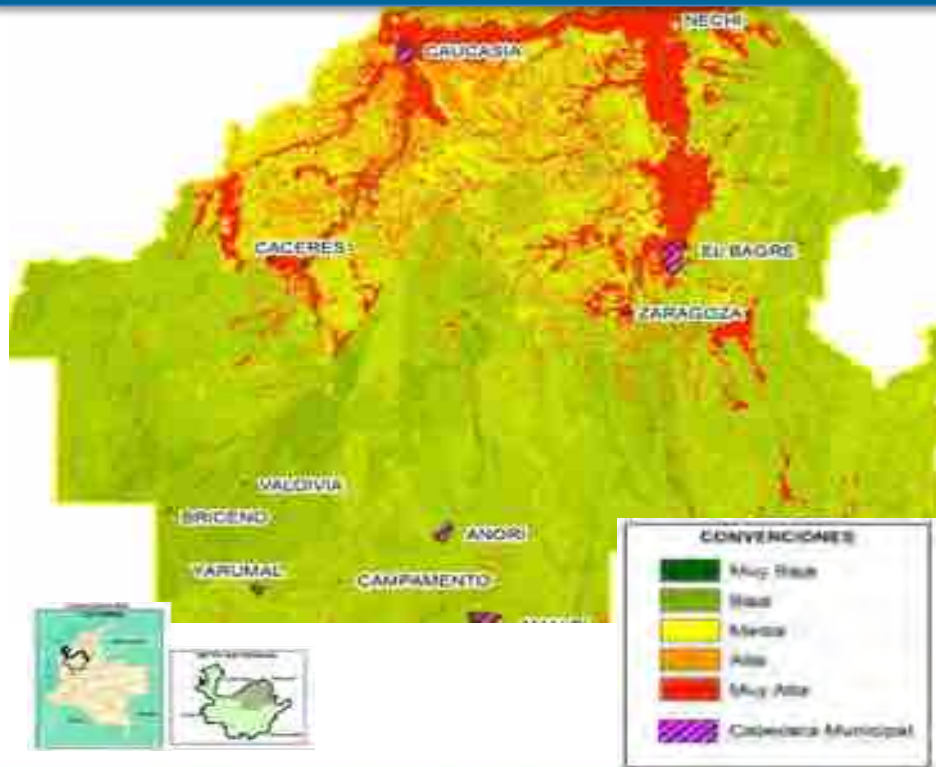 NECHI
CAUCASIA
CACERES
EL BAGRE
ZARAGOZA
VALDIVIA
BRICENO
ANORI
YARUMAL
CAMPAMENTO
CONVENCIONES
Muy Baja
Baja
Media
Alta
Muy Alta
Cabecera Municipal